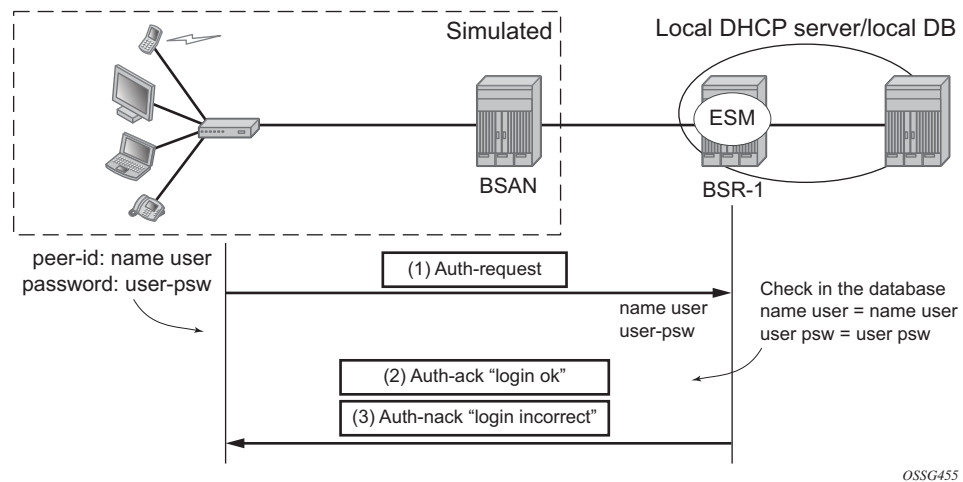 Simulated
Local DHCP server/local DB
ESM
BSAN
BSR-1
peer-id: name user
password: user-psw
(1) Auth-request
name user
user-psw
Check in the database
name user = name user
user psw = user psw
(2) Auth-ack “login ok”
(3) Auth-nack “login incorrect”
OSSG455